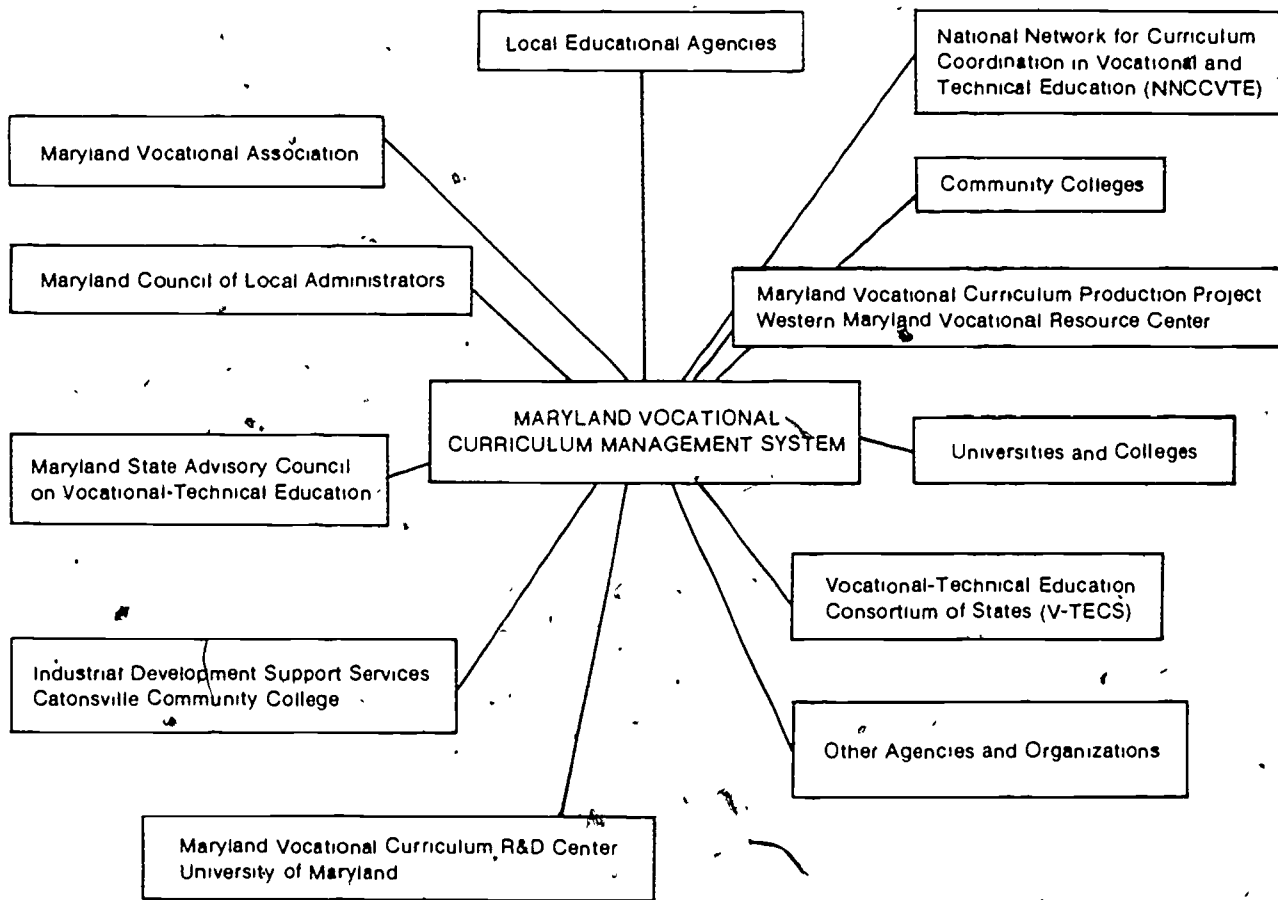 Local Educational Agencies
National Network for Curriculum
Coordination in Vocational and
Technical Education (NNCCVTE)
Maryland Vocational Association
Community Colleges
Maryland Council of Local Administrators
Maryland Vocational Curriculum Production Project
Western Maryland Vocational Resource Center
MARYLAND VOCATIONAL
CURRICULUM MANAGEMENT SYSTEM
Universities and Colleges
Maryland State Advisory Council
on Vocational-Technical Education
Vocational-Technical Education
Consortium of States (V-TECS)
Industrial Development Support Services
Catonsville Community College
Other Agencies and Organizations
Maryland Vocational Curriculum R&D Center
University of Maryland